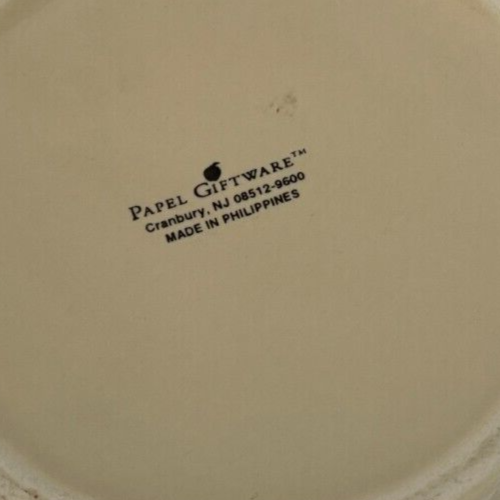 PAPEL GIFTWARE™
Cranbury, NJ 08512-9600
MADE IN PHILIPPINES